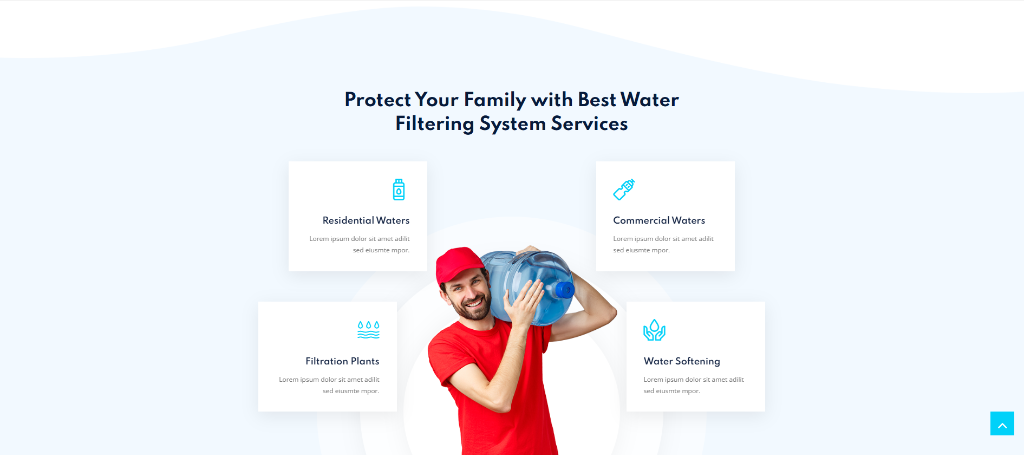 Protect Your Family with Best Water
Filtering System Services
Residential Waters
Lorem ipsum dolor sit amet adilit
sed eiusmte mpor.
Commercial Waters
Lorem ipsum dolor sit amet adilit
sed eiusmte mpor.
Filtration Plants
Lorem ipsum dolor sit amet adilit
sed eiusmte mpor.
Water Softening
Lorem ipsum dolor sit amet adilit
sed eiusmte mpor.